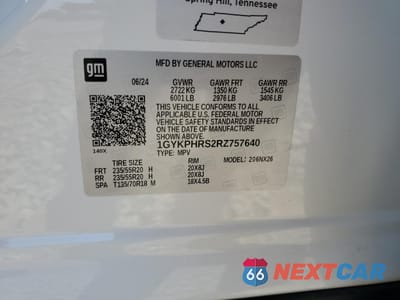 Spring Hill, Tennessee
gm
MFD BY GENERAL MOTORS LLC
06/24 GVWR GAWR FRT GAWR RR
2722 KG 1350 KG 1545 KG
6001 LB 2976 LB 3406 LB
THIS VEHICLE CONFORMS TO ALL
APPLICABLE U.S. FEDERAL MOTOR
VEHICLE SAFETY STANDARDS IN EFFECT ON
THE DATE OF MANUFACTURE SHOWN ABOVE.
1GYKPHRS2RZ757640
TYPE: MPV MODEL: 206NX26
140X
TIRE SIZE RIM
FRT 235/55R20 H 20X8J
RR 235/55R20 H 20X8J
SPA T135/70R18 M 18X4.5B
66 NEXTCAR